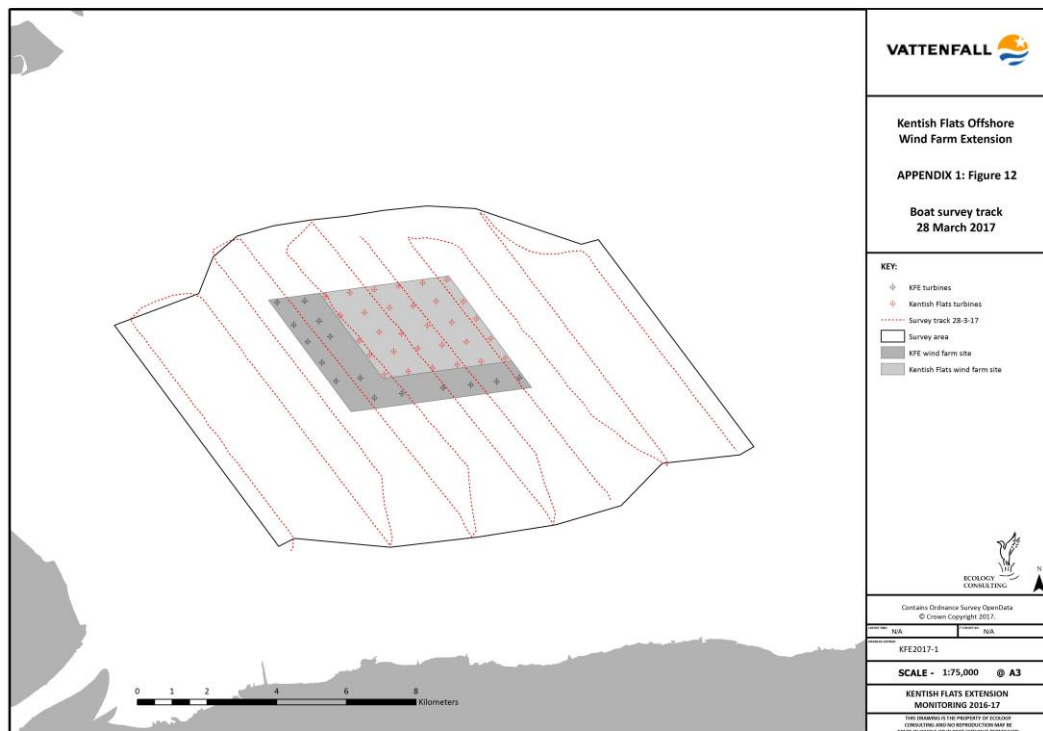 VATTENFALL
Kentish Flats Offshore
Wind Farm Extension
APPENDIX 1: Figure 12
Boat survey track
28 March 2017
KEY:
KFE turbines
Kentish Flats turbines
Survey track 28-3-17
Survey area
KFE wind farm site
Kentish Flats wind farm site
ECOLOGY
CONSULTING
N
Contains Ordnance Survey OpenData
© Crown Copyright 2017.
N/A
N/A
KFE2017-1
SCALE - 1:75,000 @ A3
KENTISH FLATS EXTENSION
MONITORING 2016-17
THIS DRAWING IS THE PROPERTY OF ECOLOGY
CONSULTING AND NO REPRODUCTION MAY BE
0 1 2 4 6 8
Kilometers